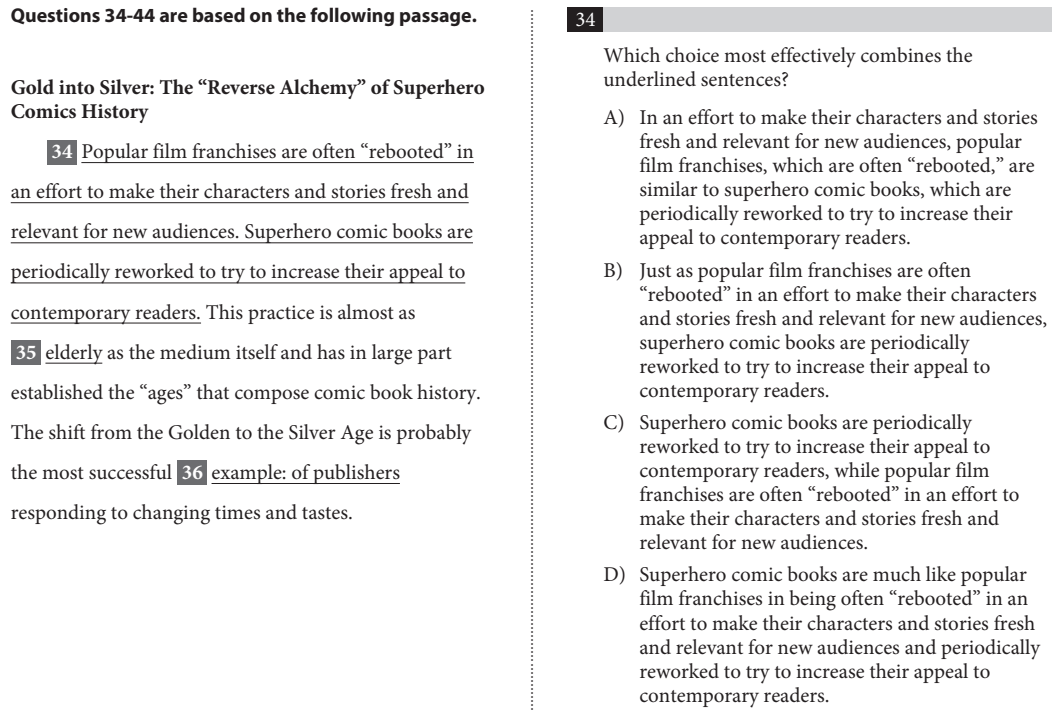 Questions 34-44 are based on the following passage.
Gold into Silver: The “Reverse Alchemy” of Superhero
Comics History
34 Popular film franchises are often “rebooted” in
an effort to make their characters and stories fresh and
relevant for new audiences. Superhero comic books are
periodically reworked to try to increase their appeal to
contemporary readers. This practice is almost as
35 elderly as the medium itself and has in large part
established the “ages” that compose comic book history.
The shift from the Golden to the Silver Age is probably
the most successful 36 example: of publishers
responding to changing times and tastes.
34
Which choice most effectively combines the
underlined sentences?
A) In an effort to make their characters and stories
fresh and relevant for new audiences, popular
film franchises, which are often “rebooted,” are
similar to superhero comic books, which are
periodically reworked to try to increase their
appeal to contemporary readers.
B) Just as popular film franchises are often
“rebooted” in an effort to make their characters
and stories fresh and relevant for new audiences,
superhero comic books are periodically
reworked to try to increase their appeal to
contemporary readers.
C) Superhero comic books are periodically
reworked to try to increase their appeal to
contemporary readers, while popular film
franchises are often “rebooted” in an effort to
make their characters and stories fresh and
relevant for new audiences.
D) Superhero comic books are much like popular
film franchises in being often “rebooted” in an
effort to make their characters and stories fresh
and relevant for new audiences and periodically
reworked to try to increase their appeal to
contemporary readers.